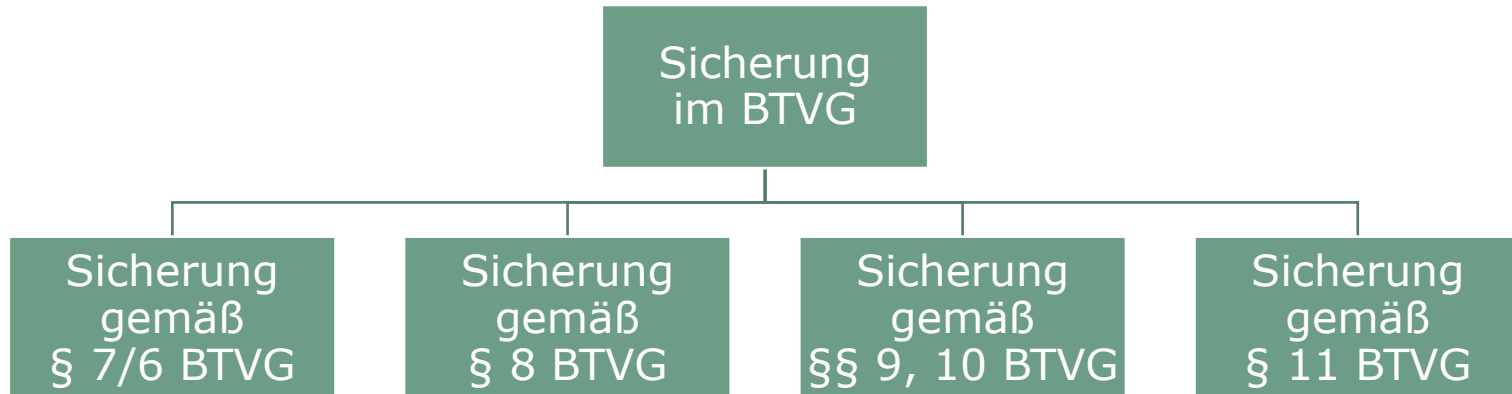 Sicherung
im BTVG
Sicherung
gemäß
§ 7/6 BTVG
Sicherung
gemäß
§ 8 BTVG
Sicherung
gemäß
§§ 9, 10 BTVG
Sicherung
gemäß
§ 11 BTVG